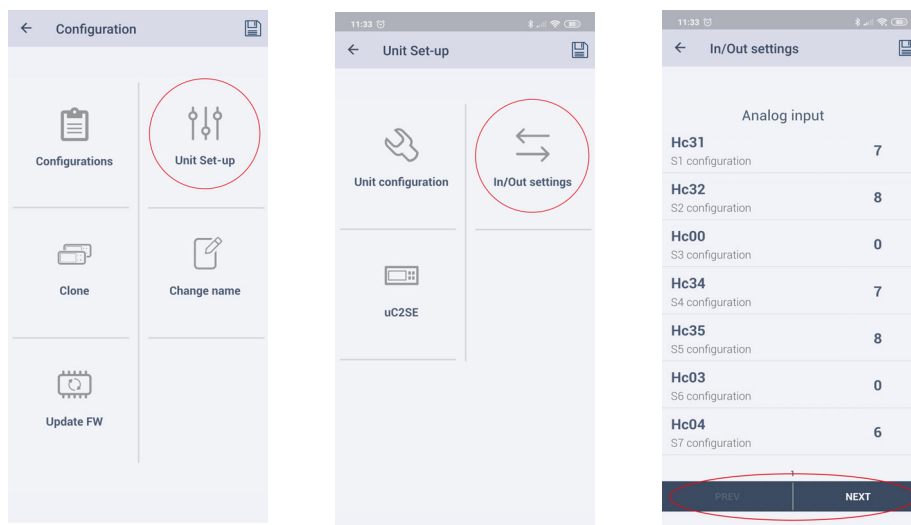 Configuration
Configurations
Unit Set-up
Clone
Change name
Update FW
11:33
Unit Set-up
Unit configuration
In/Out settings
uC2SE
11:33
In/Out settings
Analog input
Hc31
S1 configuration
7
Hc32
S2 configuration
8
Hc00
S3 configuration
0
Hc34
S4 configuration
7
Hc35
S5 configuration
8
Hc03
S6 configuration
0
Hc04
S7 configuration
6
1
PREV
NEXT